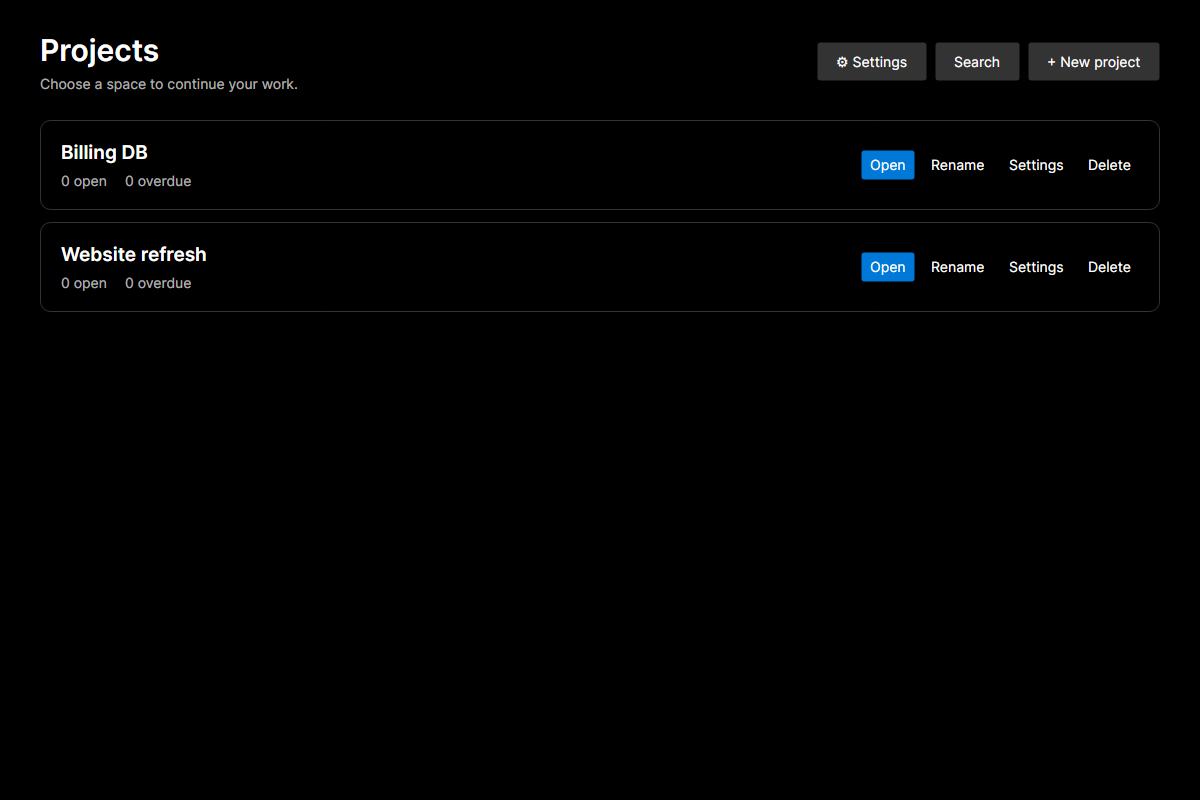 Projects
Choose a space to continue your work.
⚙ Settings Search + New project
Billing DB
0 open 0 overdue
Open Rename Settings Delete
Website refresh
0 open 0 overdue
Open Rename Settings Delete